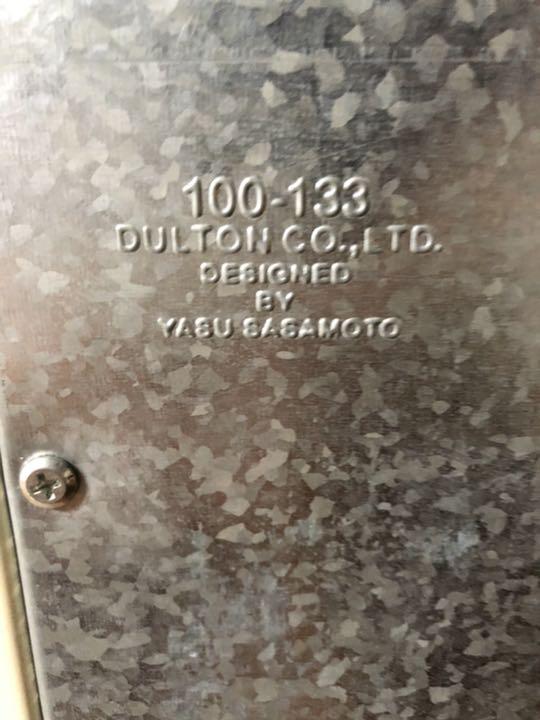 100-133
DULTON CO.,LTD.
DESIGNED
BY
YASU SASAMOTO